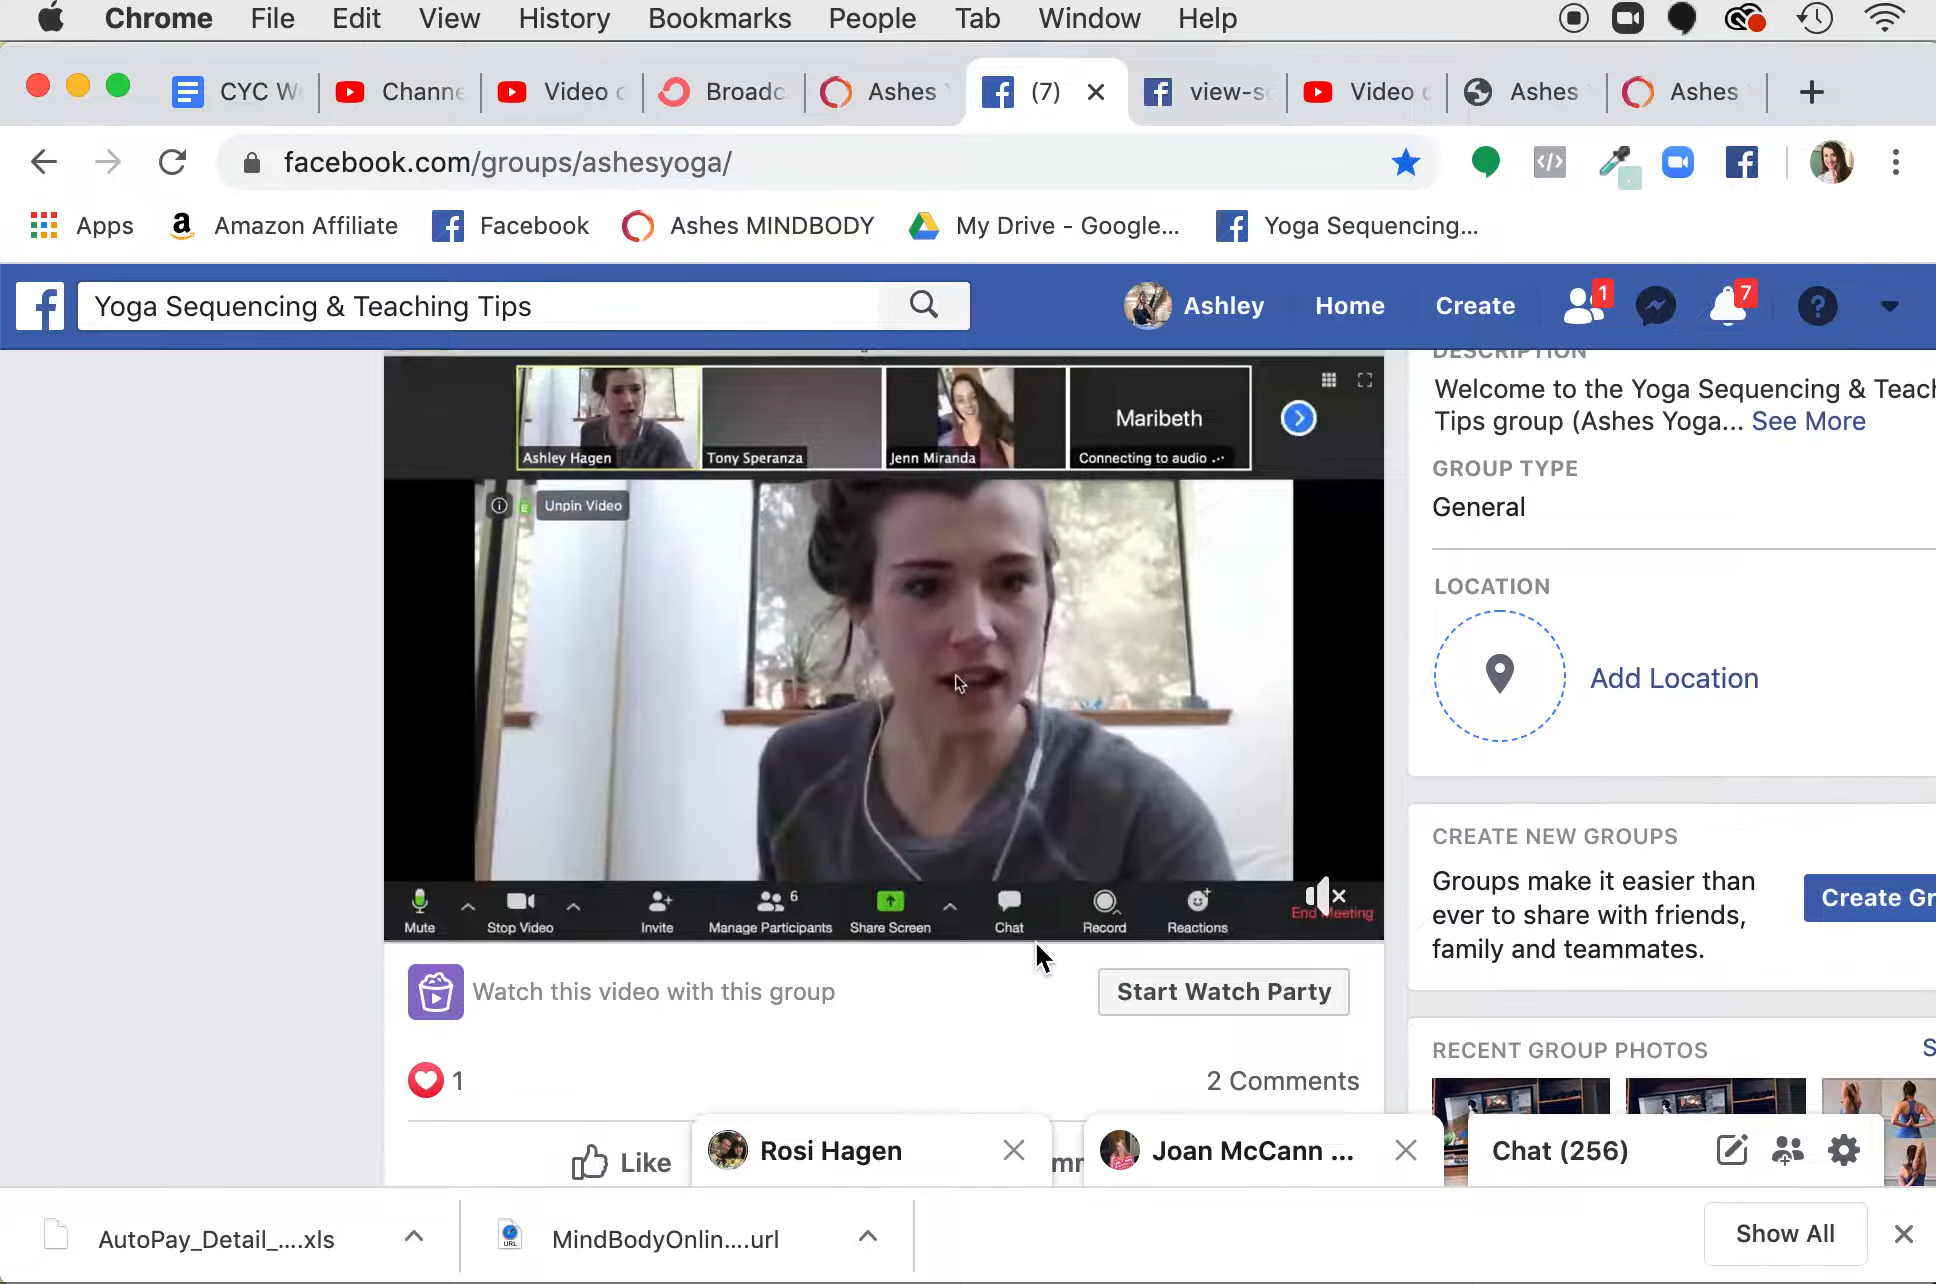 Chrome File Edit View History Bookmarks People Tab Window Help
CYC W
Channe
Video
Broadc
Ashes
(7)
view-s
Video
Ashes
Ashes
facebook.com/groups/ashesyoga/
Apps
Amazon Affiliate
Facebook
Ashes MINDBODY
My Drive - Google...
Yoga Sequencing...
Yoga Sequencing & Teaching Tips
Ashley
Home
Create
1
7
DESCRIPTION
Welcome to the Yoga Sequencing & Teach
Tips group (Ashes Yoga... See More
GROUP TYPE
General
LOCATION
Add Location
CREATE NEW GROUPS
Groups make it easier than
ever to share with friends,
family and teammates.
Create Gr
RECENT GROUP PHOTOS
S
Ashley Hagen
Tony Speranza
Jenn Miranda
Maribeth
Connecting to audio ...
Unpin Video
Mute
Stop Video
Invite
6
Manage Participants
Share Screen
Chat
Record
Reactions
End Meeting
Watch this video with this group
Start Watch Party
1
2 Comments
Like
Rosi Hagen
Joan McCann ...
Chat (256)
AutoPay_Detail_....xls
URL
MindBodyOnlin....url
Show All